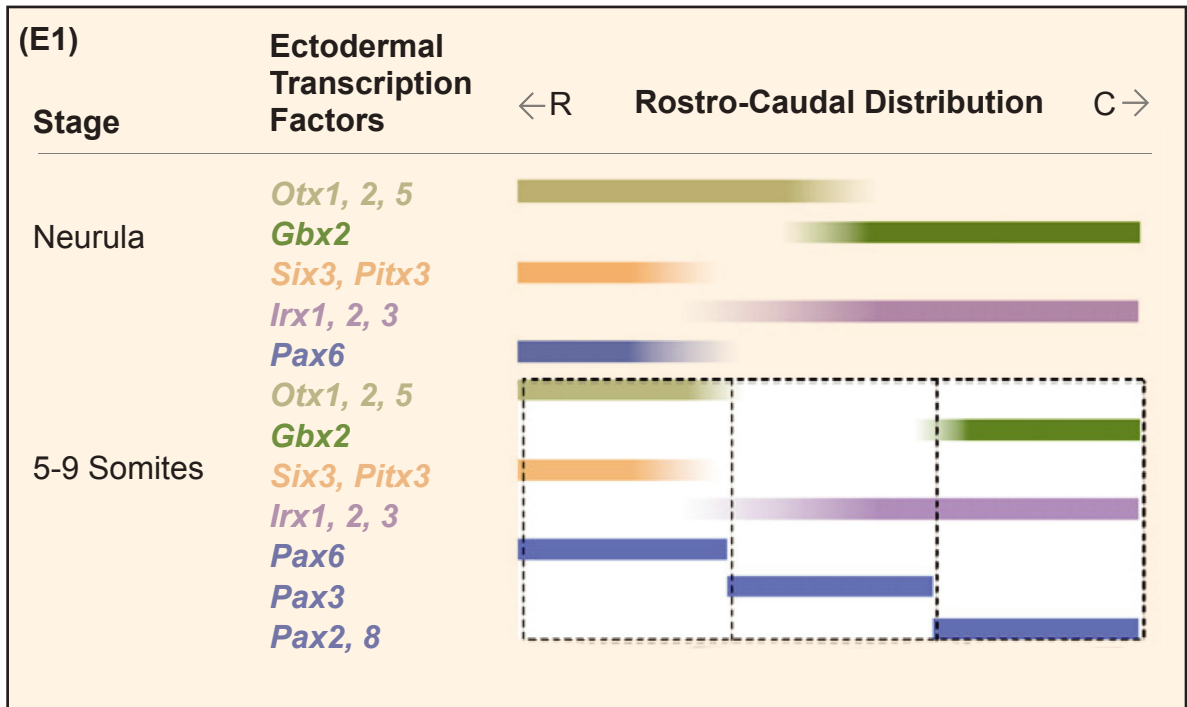 (E1)
Stage
Ectodermal
Transcription
Factors
←R Rostro-Caudal Distribution C→
Neurula
Otx1, 2, 5
Gbx2
Six3, Pitx3
Irx1, 2, 3
Pax6
5-9 Somites
Otx1, 2, 5
Gbx2
Six3, Pitx3
Irx1, 2, 3
Pax6
Pax3
Pax2, 8